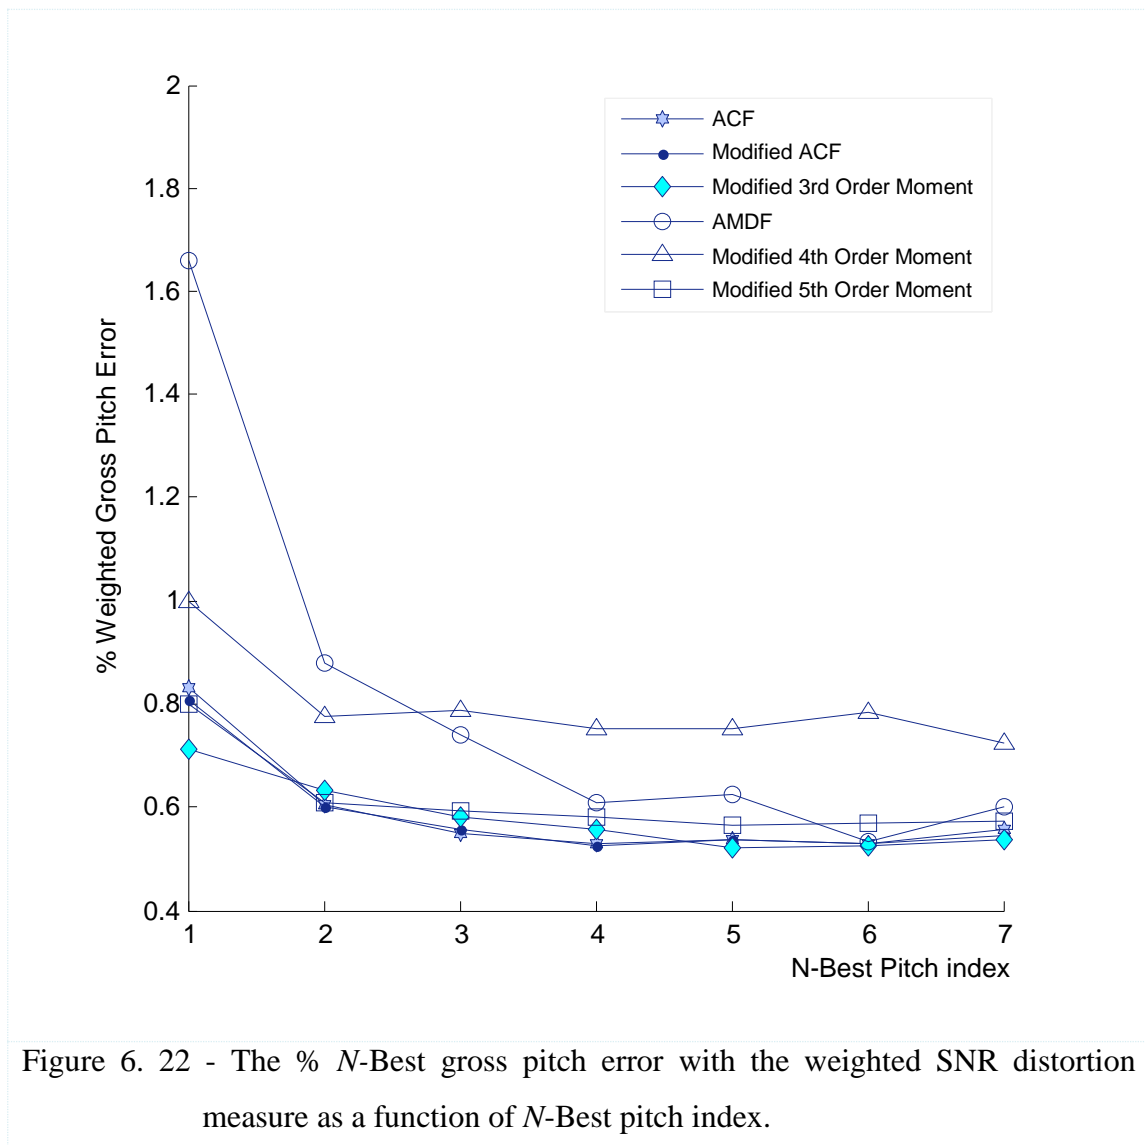 2
1.8
1.6
1.4
1.2
1
0.8
0.6
0.4
% Weighted Gross Pitch Error
ACF
Modified ACF
Modified 3rd Order Moment
AMDF
Modified 4th Order Moment
Modified 5th Order Moment
1 2 3 4 5 6 7
N-Best Pitch index
Figure 6. 22 - The % N-Best gross pitch error with the weighted SNR distortion
measure as a function of N-Best pitch index.